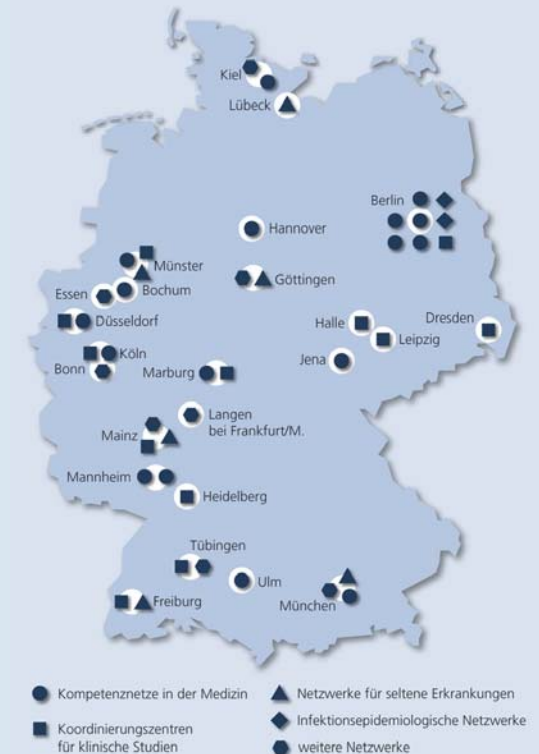 Kiel
Lübeck
Berlin
Hannover
Münster
Göttingen
Essen
Bochum
Düsseldorf
Halle
Dresden
Leipzig
Köln
Jena
Bonn
Marburg
Langen
bei Frankfurt/M.
Mainz
Mannheim
Heidelberg
Tübingen
Ulm
Freiburg
München
Kompetenznetze in der Medizin
Koordinierungszentren
für klinische Studien
Netzwerke für seltene Erkrankungen
Infektionsepidemiologische Netzwerke
weitere Netzwerke